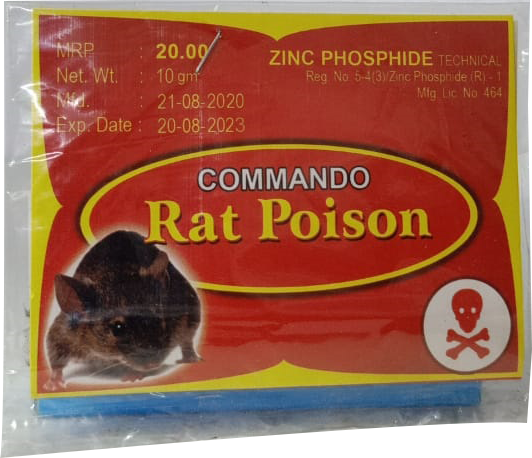 MRP : 20.00
Net. Wt. : 10 gm
Mfd. : 21-08-2020
Exp. Date : 20-08-2023
ZINC PHOSPHIDE TECHNICAL
Reg. No. 5-4(3)/Zinc Phosphide (R) - 1
Mfg. Lic. No. 464
COMMANDO
Rat Poison